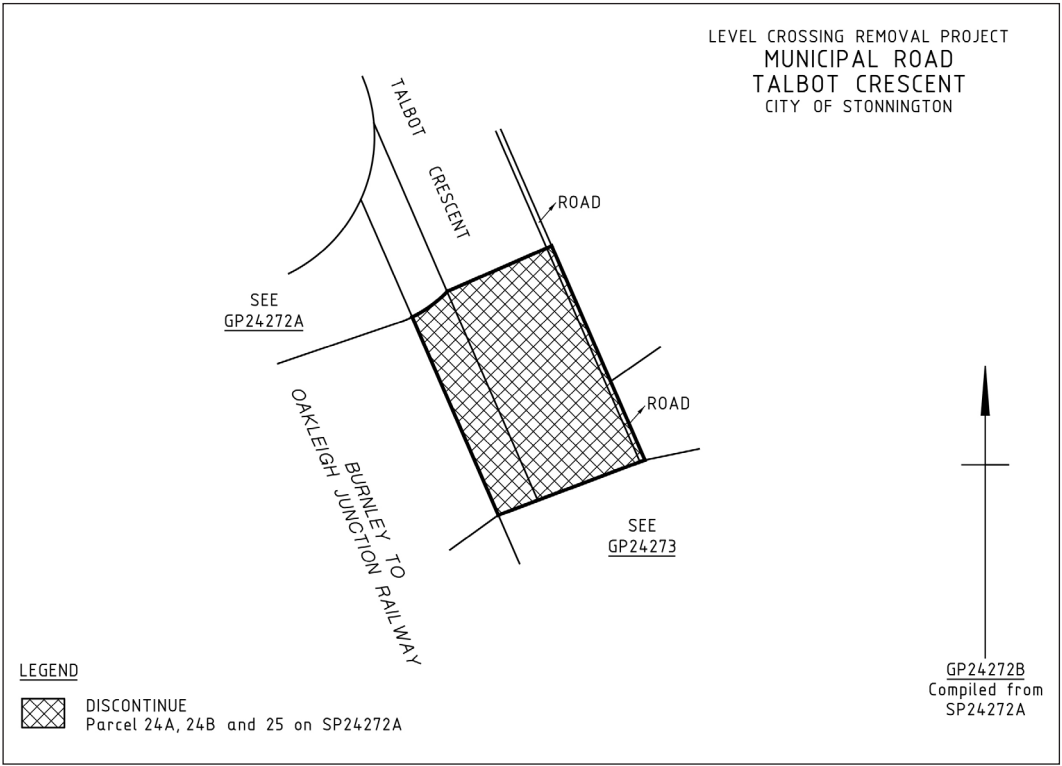 LEVEL CROSSING REMOVAL PROJECT
MUNICIPAL ROAD
TALBOT CRESCENT
CITY OF STONNINGTON
TALBOT CRESCENT
ROAD
SEE
GP24272A
ROAD
BURNLEY TO
OAKLEIGH JUNCTION RAILWAY
SEE
GP24273
LEGEND
DISCONTINUE
Parcel 24A, 24B and 25 on SP24272A
GP24272B
Compiled from
SP24272A